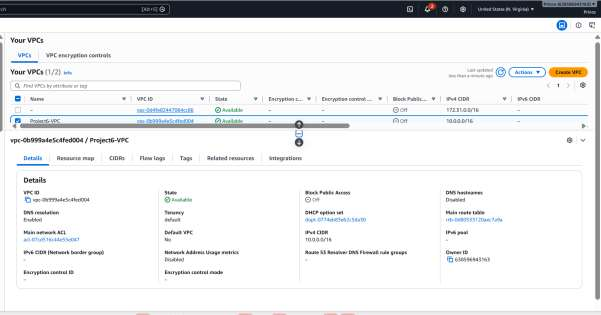 [Alt+S]
United States (N. Virginia)
Prince
Your VPCs
VPCs
VPC encryption controls
Your VPCs (1/2) Info
Last updated
less than a minute ago
Actions
Create VPC
Find VPCs by attribute or tag
1
Name
VPC ID
State
Encryption c...
Encryption control ...
Block Public...
IPv4 CIDR
IPv6 CIDR
-
Available
-
-
Off
172.31.0.0/16
-
Project6-VPC
vpc-0b999a4e5c4fed004
Available
-
-
Off
10.0.0.0/16
-
vpc-0b999a4e5c4fed004 / Project6-VPC
Details
Resource map
CIDRs
Flow logs
Tags
Related resources
Integrations
Details
VPC ID
vpc-0b999a4e5c4fed004
State
Available
Block Public Access
Off
DNS hostnames
Disabled
DNS resolution
Enabled
Tenancy
default
DHCP option set
Main route table
Main network ACL
Default VPC
No
IPv4 CIDR
10.0.0.0/16
IPv6 pool
-
IPv6 CIDR (Network border group)
-
Network Address Usage metrics
Disabled
Route 53 Resolver DNS Firewall rule groups
-
Owner ID
Encryption control ID
-
Encryption control mode
-